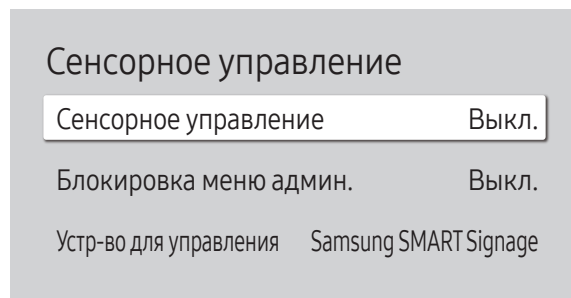 Сенсорное управление
Сенсорное управление Выкл.
Блокировка меню админ. Выкл.
Устр-во для управления Samsung SMART Signage